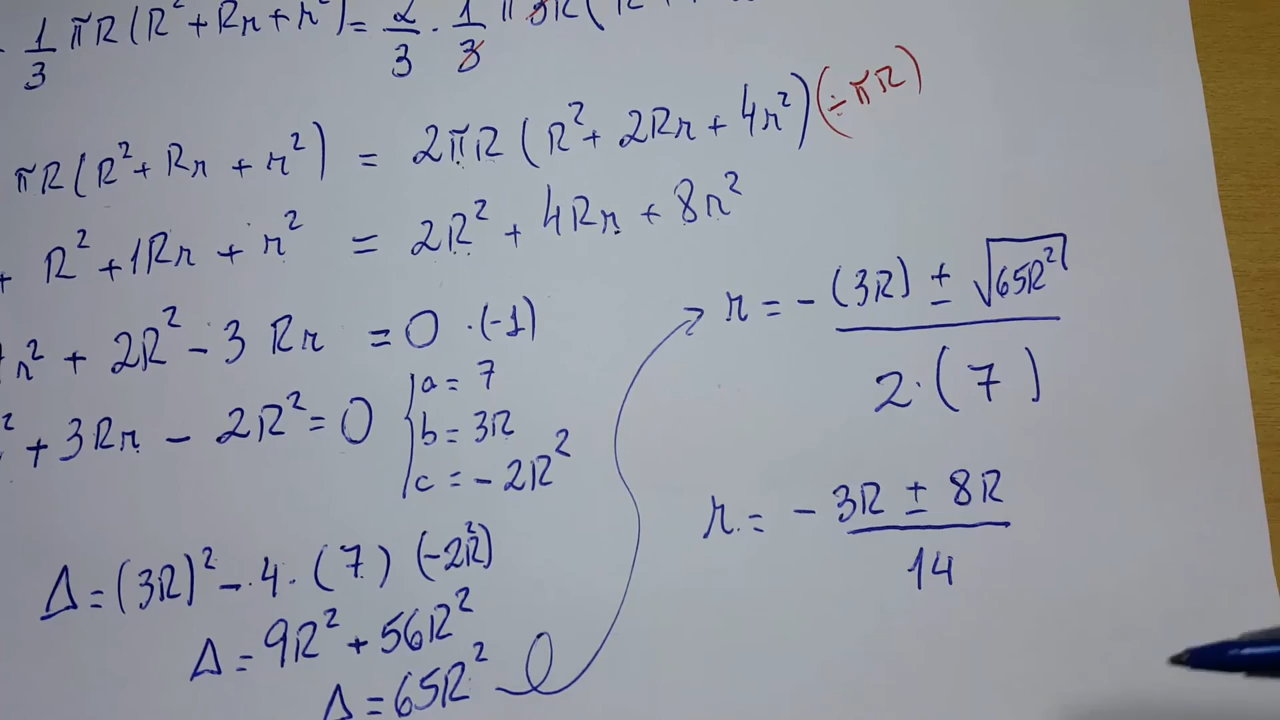 1/3 πR(R²+Rr+r²) = 2/3 · 1/3 π 3R(
πR(R²+Rr+r²) = 2πR(R²+2Rr+4r²) (÷πR)
+ R²+1Rr+r² = 2R²+4Rr+8r²
r²+2R²-3Rr = 0 ·(-1)
+3Rr-2R²=0
a = 7
b = 3R
c = -2R²
Δ=(3R)²-4·(7)(-2R²)
Δ=9R²+56R²
Δ=65R²
r = -(3R) ± √65R² / 2·(7)
r = -3R ± 8R / 14